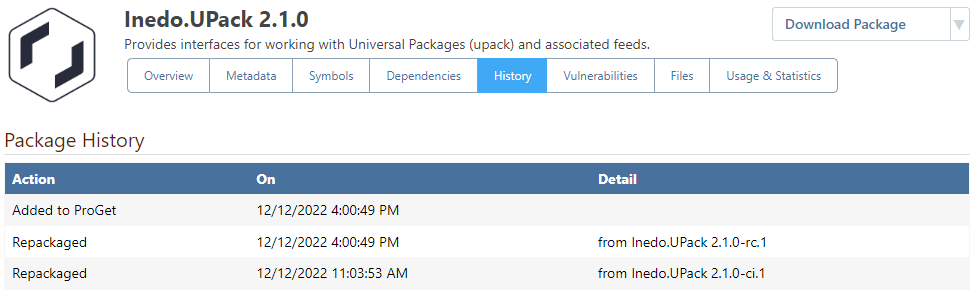 Inedo.UPack 2.1.0
Download Package
Provides interfaces for working with Universal Packages (upack) and associated feeds.
Overview Metadata Symbols Dependencies History Vulnerabilities Files Usage & Statistics
Package History
Action On Detail
Added to ProGet 12/12/2022 4:00:49 PM
Repackaged 12/12/2022 4:00:49 PM from Inedo.UPack 2.1.0-rc.1
Repackaged 12/12/2022 11:03:53 AM from Inedo.UPack 2.1.0-ci.1